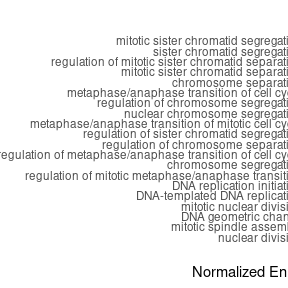 mitotic sister chromatid segregati
sister chromatid segregati
regulation of mitotic sister chromatid separati
mitotic sister chromatid separati
chromosome separati
metaphase/anaphase transition of cell cy
regulation of chromosome segregati
nuclear chromosome segregati
metaphase/anaphase transition of mitotic cell cy
regulation of sister chromatid segregati
regulation of chromosome separati
regulation of metaphase/anaphase transition of cell cy
chromosome segregati
regulation of mitotic metaphase/anaphase transiti
DNA replication initiati
DNA-templated DNA replicati
mitotic nuclear divisi
DNA geometric chan
mitotic spindle assemb
nuclear divisi
Normalized En